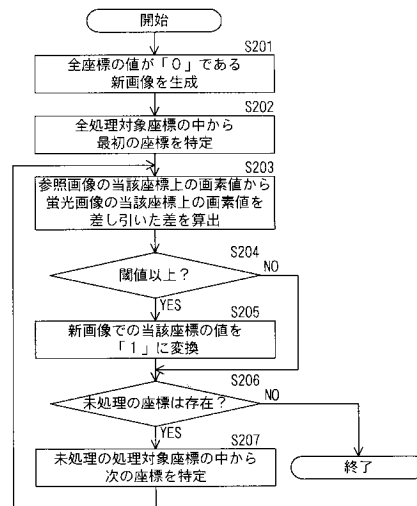 開始
S201
全座標の値が「0」である
新画像を生成
S202
全処理対象座標の中から
最初の座標を特定
S203
参照画像の当該座標上の画素値から
蛍光画像の当該座標上の画素値を
差し引いた差を算出
S204
閾値以上?
NO
YES
S205
新画像での当該座標の値を
「1」に変換
S206
未処理の座標は存在?
NO
YES
S207
未処理の処理対象座標の中から
次の座標を特定
終了